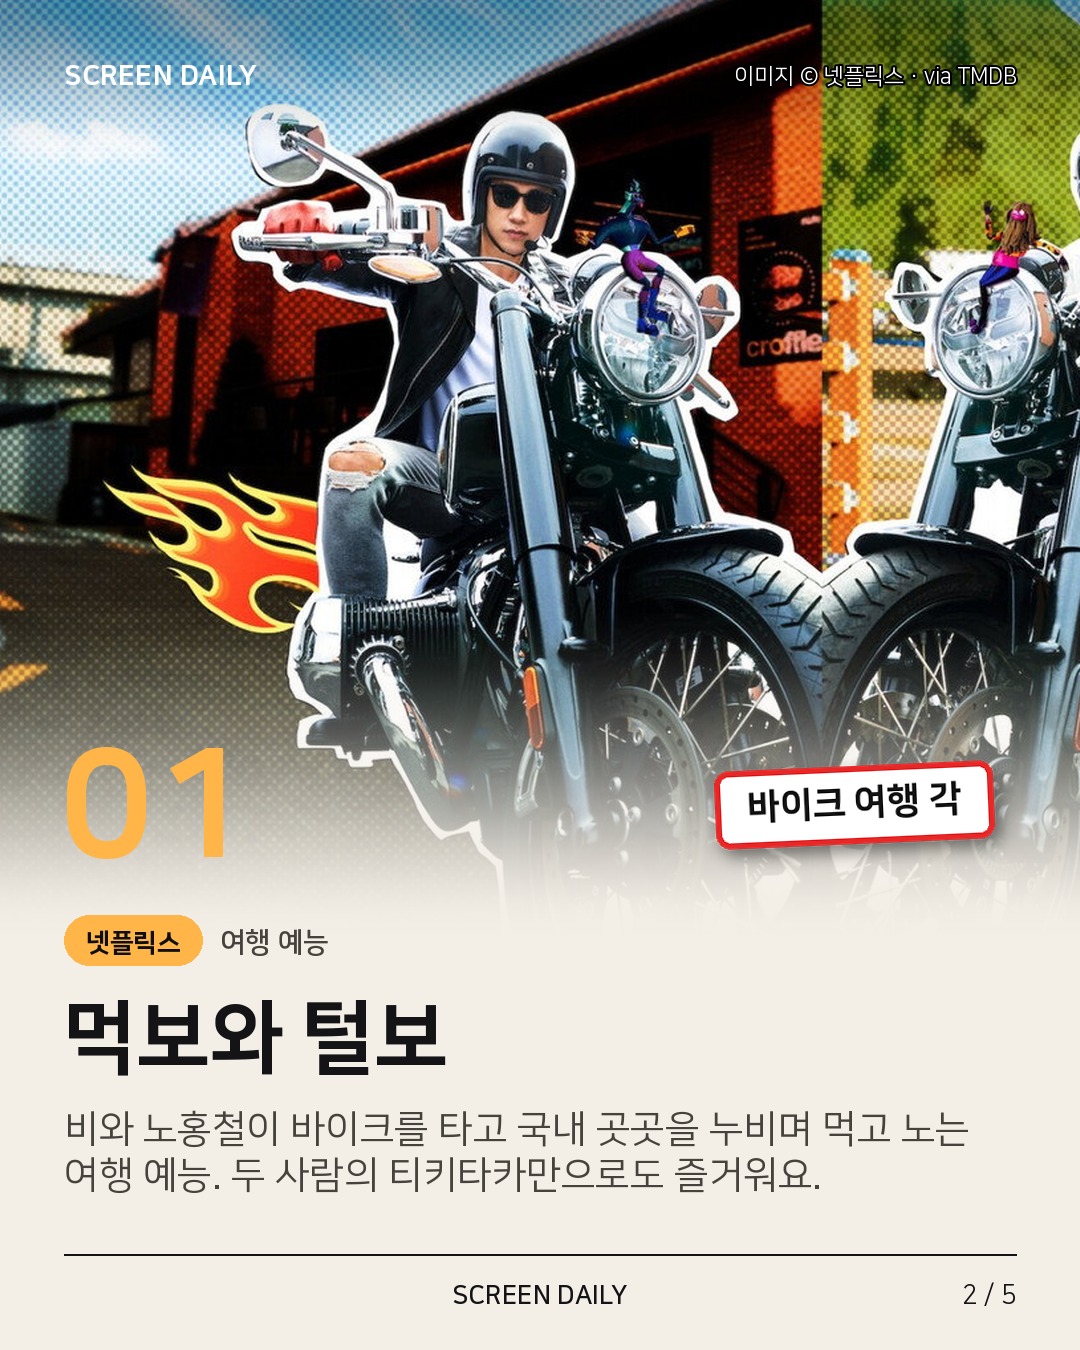 SCREEN DAILY
이미지 © 넷플릭스 · via TMDB
croffle
01
바이크 여행 각
넷플릭스 여행 예능
먹보와 털보
비와 노홍철이 바이크를 타고 국내 곳곳을 누비며 먹고 노는
여행 예능. 두 사람의 티키타카만으로도 즐거워요.
SCREEN DAILY
2 / 5